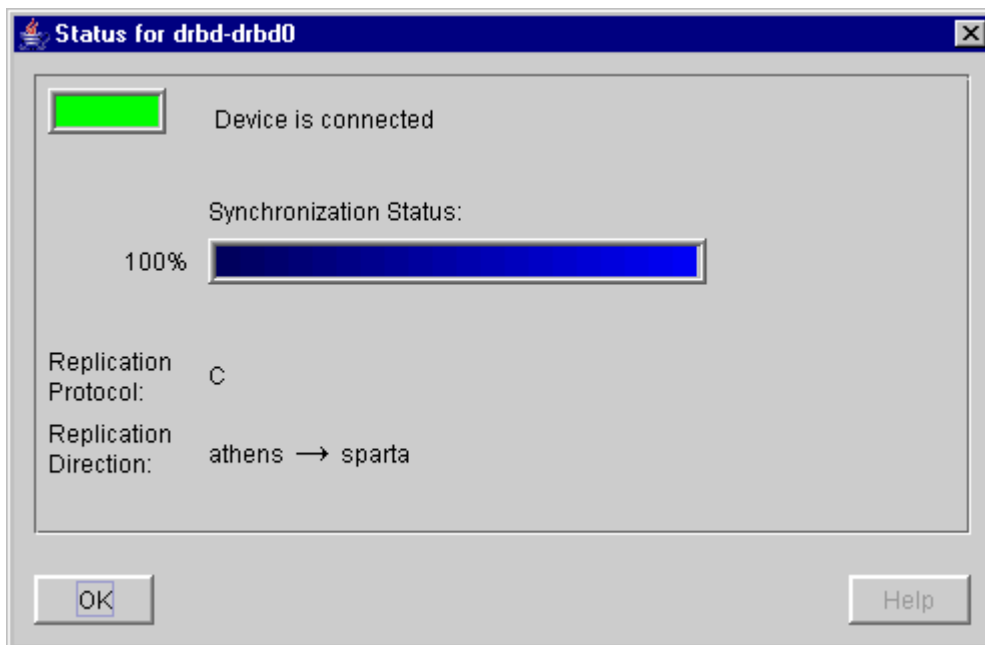 Status for drbd-drbd0
Device is connected
Synchronization Status:
100%
Replication
Protocol:
C
Replication
Direction:
athens → sparta
OK
Help